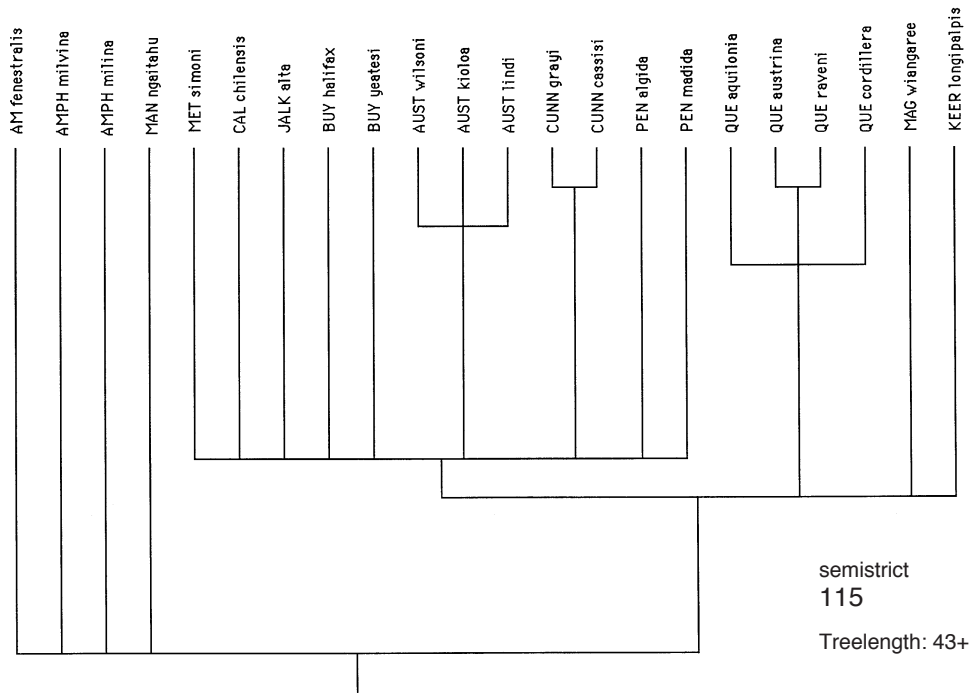 AM fenestralis
AMPH milvina
AMPH milina
MAN ngaitahu
MET simoni
CAL chilensis
JALK alta
BUY halifax
BUY yeatesi
AUST wilsoni
AUST kioloa
AUST lindi
CUNN grayi
CUNN cassisi
PEN algida
PEN madida
QUE aquilonia
QUE austrina
QUE raveni
QUE cordillera
MAG wiangaree
KEER longipalpis
semistrict
115
Treelength: 43+